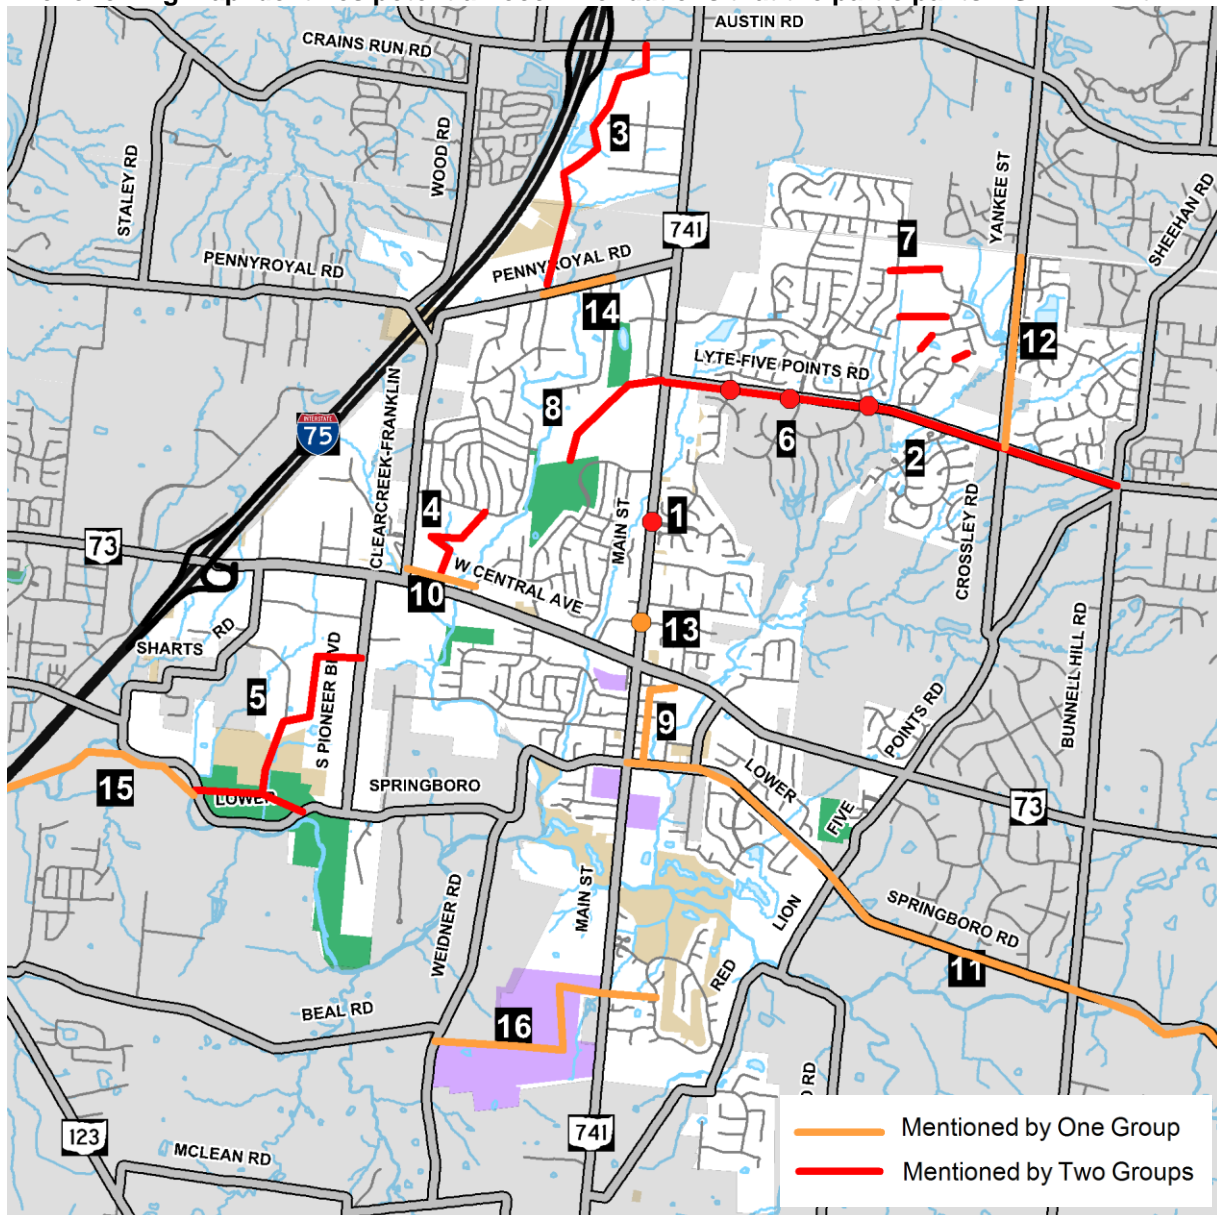 AUSTIN RD
CRAINS RUN RD
3
WOOD RD
STALEY RD
YANKEE ST
SHEEHAN RD
741
7
PENNYROYAL RD
PENNYROYAL RD
14
12
LYTE-FIVE POINTS RD
8
INTERSTATE
75
CLEARCREEK-FRANKLIN
6
2
4
1
MAIN ST
CROSSLEY RD
73
W CENTRAL AVE
10
13
SHARTS RD
S PIONEER BLVD
5
9
BUNNELL HILL RD
POINTS RD
15
LOWER
SPRINGBORO
LOWER
FIVE
73
MAIN ST
WEIDNER RD
LION
SPRINGBORO RD
11
RED
BEAL RD
16
RD
123
741
MCLEAN RD
Mentioned by One Group
Mentioned by Two Groups